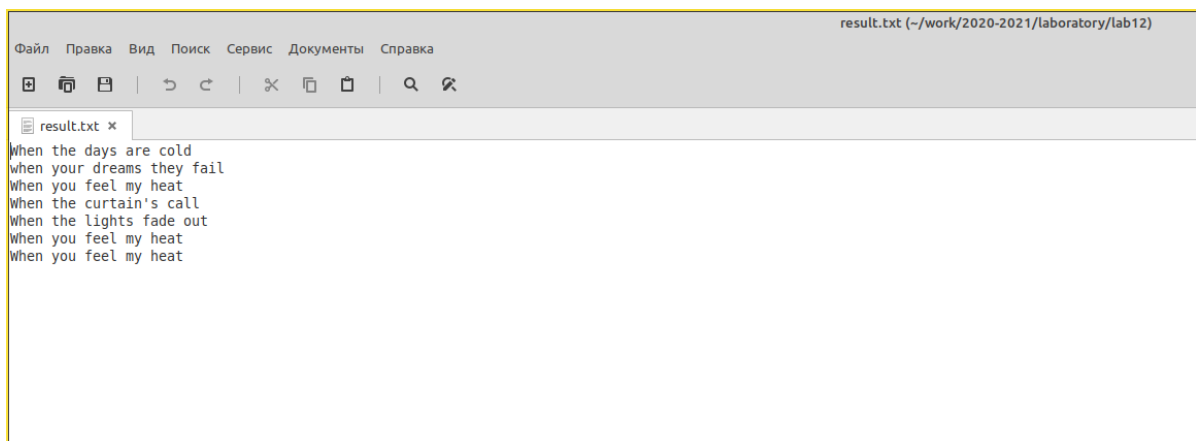 result.txt (~/work/2020-2021/laboratory/lab12)
Файл Правка Вид Поиск Сервис Документы Справка
result.txt ×
When the days are cold
when your dreams they fail
When you feel my heat
When the curtain's call
When the lights fade out
When you feel my heat
When you feel my heat